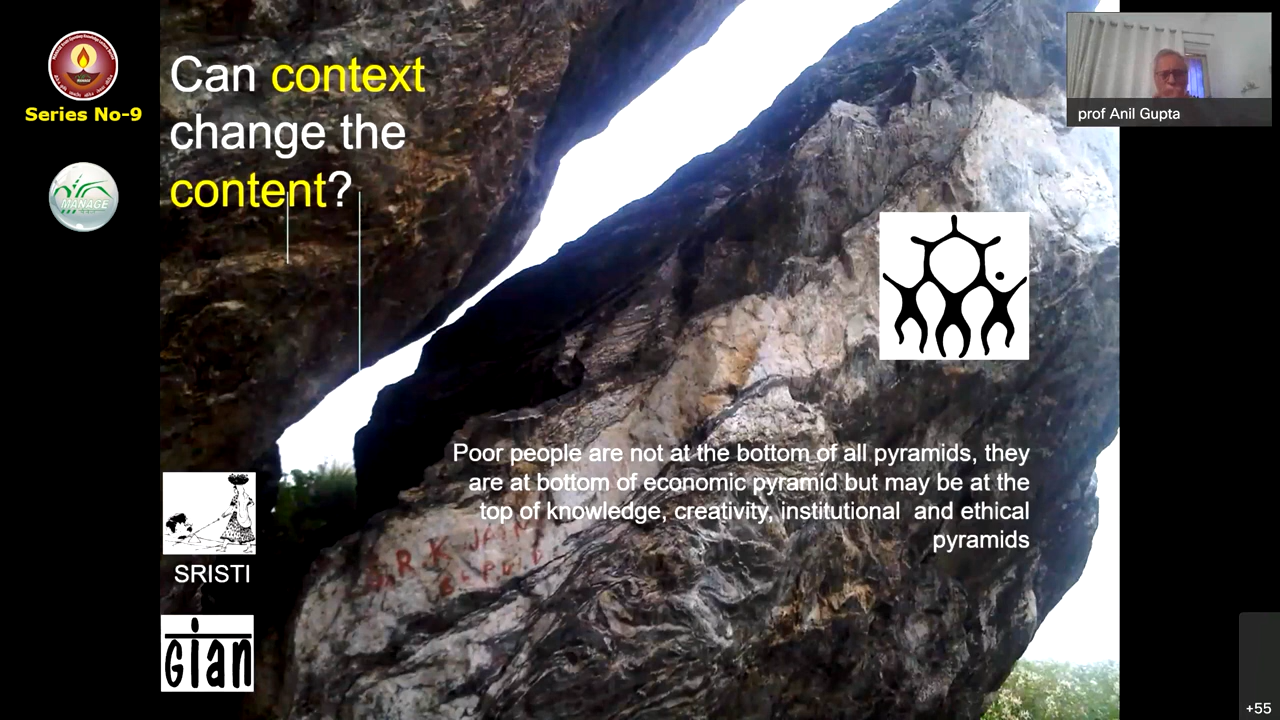 Series No-9
MANAGE
Can context
change the
content?
prof Anil Gupta
Poor people are not at the bottom of all pyramids, they
are at bottom of economic pyramid but may be at the
top of knowledge, creativity, institutional and ethical
pyramids
R K JAIN
SRISTI
GIAN
+55